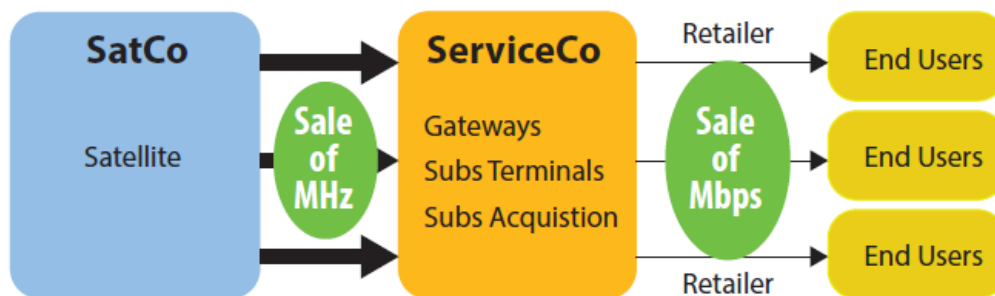 SatCo
Satellite
Sale
of
MHz
ServiceCo
Gateways
Subs Terminals
Subs Acquistion
Retailer
Sale
of
Mbps
Retailer
End Users
End Users
End Users